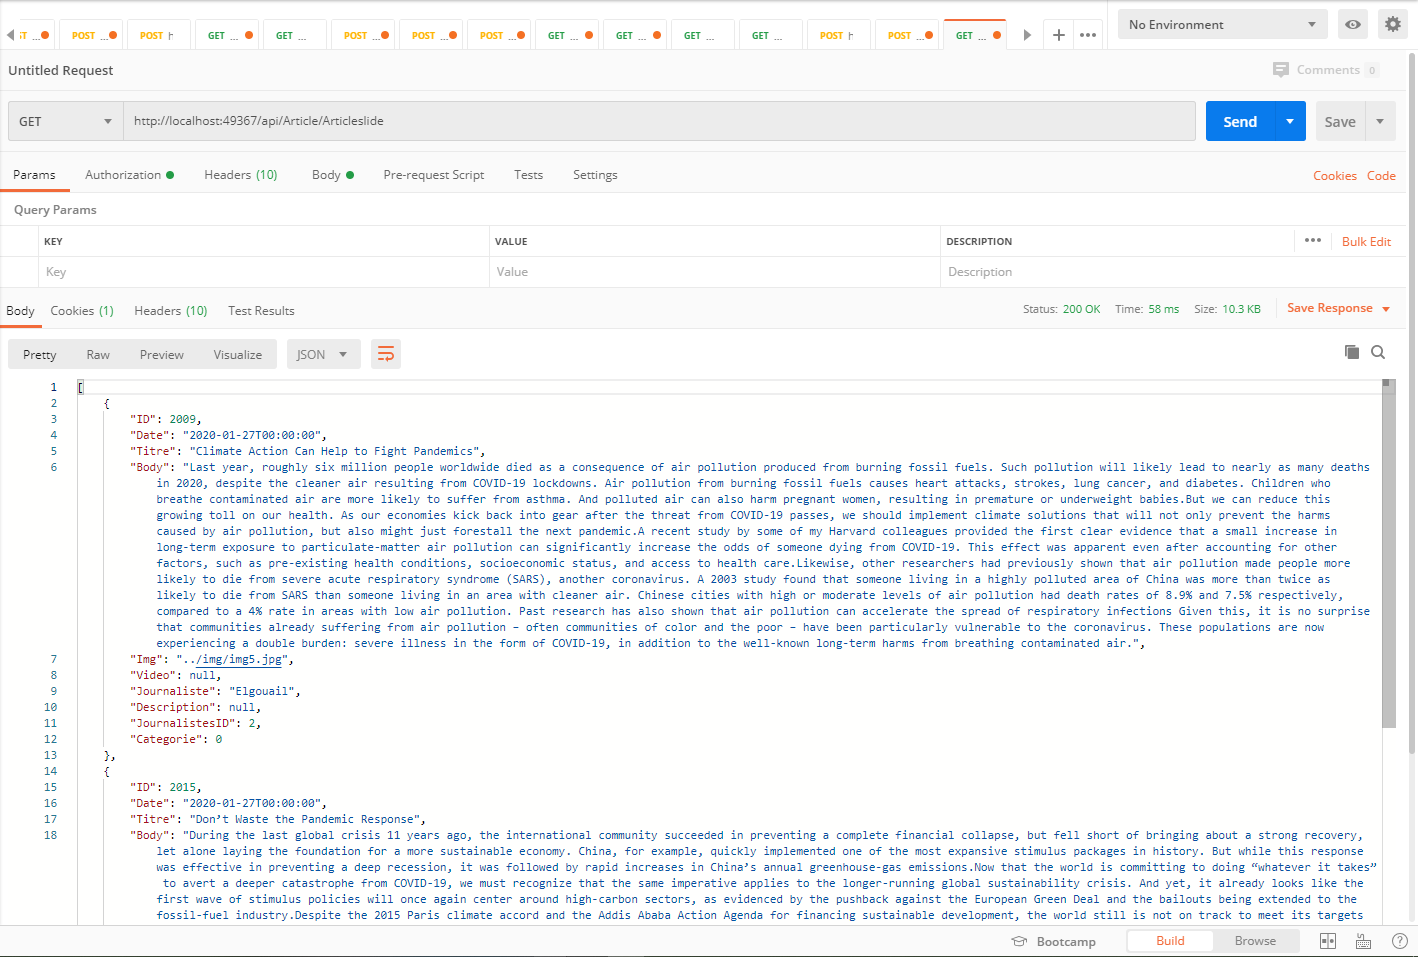 ST ...
POST ...
POST h
GET ...
GET ...
POST ...
POST ...
POST ...
GET ...
GET ...
GET ...
GET ...
POST h
POST ...
GET ...
No Environment
Untitled Request
Comments 0
GET
http://localhost:49367/api/Article/Articleslide
Send
Save
Params
Authorization
Headers (10)
Body
Pre-request Script
Tests
Settings
Cookies
Code
Query Params
KEY
VALUE
DESCRIPTION
Bulk Edit
Key
Value
Description
Body
Cookies (1)
Headers (10)
Test Results
Status: 200 OK
Time: 58 ms
Size: 10.3 KB
Save Response
Pretty
Raw
Preview
Visualize
JSON
1 [
2 {
3 "ID": 2009,
4 "Date": "2020-01-27T00:00:00",
5 "Titre": "Climate Action Can Help to Fight Pandemics",
6 "Body": "Last year, roughly six million people worldwide died as a consequence of air pollution produced from burning fossil fuels. Such pollution will likely lead to nearly as many deaths
in 2020, despite the cleaner air resulting from COVID-19 lockdowns. Air pollution from burning fossil fuels causes heart attacks, strokes, lung cancer, and diabetes. Children who
breathe contaminated air are more likely to suffer from asthma. And polluted air can also harm pregnant women, resulting in premature or underweight babies.But we can reduce this
growing toll on our health. As our economies kick back into gear after the threat from COVID-19 passes, we should implement climate solutions that will not only prevent the harms
caused by air pollution, but also might just forestall the next pandemic.A recent study by some of my Harvard colleagues provided the first clear evidence that a small increase in
long-term exposure to particulate-matter air pollution can significantly increase the odds of someone dying from COVID-19. This effect was apparent even after accounting for other
factors, such as pre-existing health conditions, socioeconomic status, and access to health care.Likewise, other researchers had previously shown that air pollution made people more
likely to die from severe acute respiratory syndrome (SARS), another coronavirus. A 2003 study found that someone living in a highly polluted area of China was more than twice as
likely to die from SARS than someone living in an area with cleaner air. Chinese cities with high or moderate levels of air pollution had death rates of 8.9% and 7.5% respectively,
compared to a 4% rate in areas with low air pollution. Past research has also shown that air pollution can accelerate the spread of respiratory infections Given this, it is no surprise
that communities already suffering from air pollution – often communities of color and the poor – have been particularly vulnerable to the coronavirus. These populations are now
experiencing a double burden: severe illness in the form of COVID-19, in addition to the well-known long-term harms from breathing contaminated air.",
7 "Img": "../img/img5.jpg",
8 "Video": null,
9 "Journaliste": "Elgouail",
10 "Description": null,
11 "JournalistesID": 2,
12 "Categorie": 0
13 },
14 {
15 "ID": 2015,
16 "Date": "2020-01-27T00:00:00",
17 "Titre": "Don’t Waste the Pandemic Response",
18 "Body": "During the last global crisis 11 years ago, the international community succeeded in preventing a complete financial collapse, but fell short of bringing about a strong recovery,
let alone laying the foundation for a more sustainable economy. China, for example, quickly implemented one of the most expansive stimulus packages in history. But while this response
was effective in preventing a deep recession, it was followed by rapid increases in China’s annual greenhouse-gas emissions.Now that the world is committing to doing “whatever it takes”
to avert a deeper catastrophe from COVID-19, we must recognize that the same imperative applies to the longer-running global sustainability crisis. And yet, it already looks like the
first wave of stimulus policies will once again center around high-carbon sectors, as evidenced by the pushback against the European Green Deal and the bailouts being extended to the
fossil-fuel industry.Despite the 2015 Paris climate accord and the Addis Ababa Action Agenda for financing sustainable development, the world still is not on track to meet its targets
Bootcamp
Build
Browse